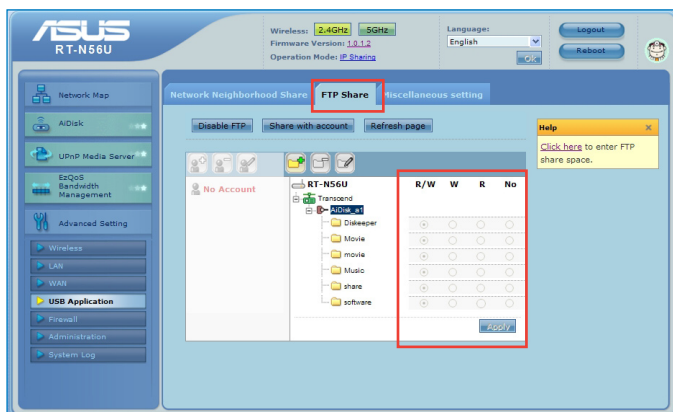 ASUS
RT-N56U
Wireless: 2.4GHz 5GHz
Firmware Version: 1.0.1.2
Operation Mode: IP Sharing
Language:
English
OK
Logout
Reboot
Network Map
AiDisk
UPnP Media Server
EzQoS
Bandwidth
Management
Advanced Setting
Wireless
LAN
WAN
USB Application
Firewall
Administration
System Log
Network Neighborhood Share FTP Share Miscellaneous setting
Disable FTP Share with account Refresh page
No Account
RT-N56U R/W W R No
Transcend
AiDisk_a1
Diskeeper
Movie
movie
Music
share
software
Apply
Help X
Click here to enter FTP
share space.